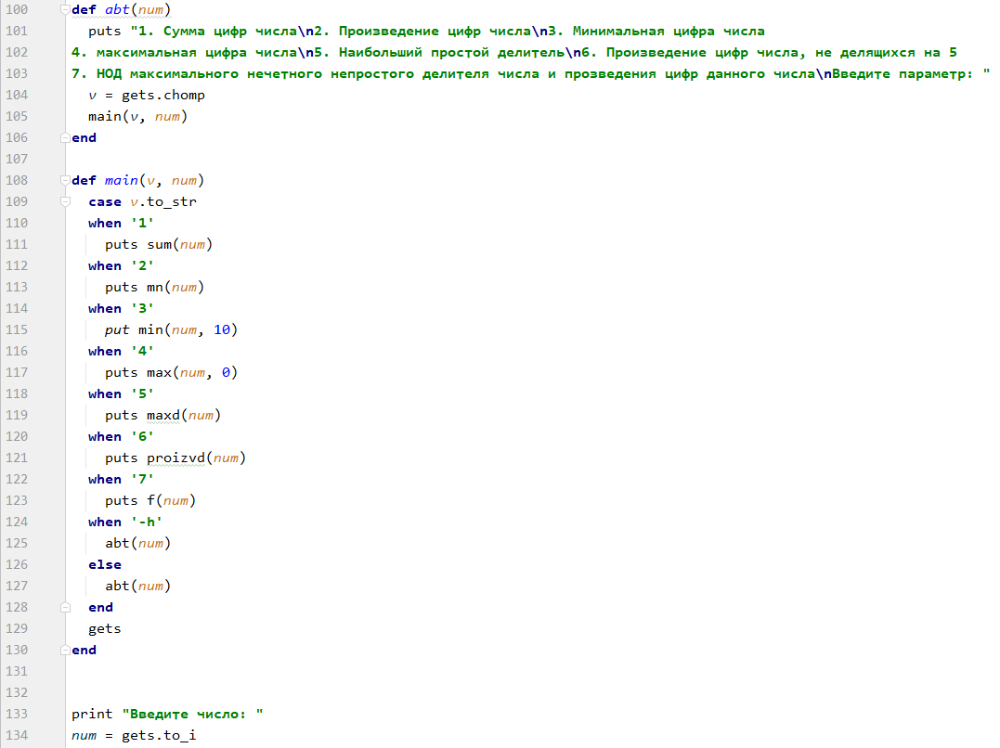 100 def abt(num)
101   puts "1. Сумма цифр числа\n2. Произведение цифр числа\n3. Минимальная цифра числа
102 4. максимальная цифра числа\n5. Наибольший простой делитель\n6. Произведение цифр числа, не делящихся на 5
103 7. НОД максимального нечетного непростого делителя числа и прозведения цифр данного числа\nВведите параметр: "
104   v = gets.chomp
105   main(v, num)
106 end
107
108 def main(v, num)
109   case v.to_str
110   when '1'
111     puts sum(num)
112   when '2'
113     puts mn(num)
114   when '3'
115     put min(num, 10)
116   when '4'
117     puts max(num, 0)
118   when '5'
119     puts maxd(num)
120   when '6'
121     puts proizvd(num)
122   when '7'
123     puts f(num)
124   when '-h'
125     abt(num)
126   else
127     abt(num)
128   end
129   gets
130 end
131
132
133 print "Введите число: "
134 num = gets.to_i